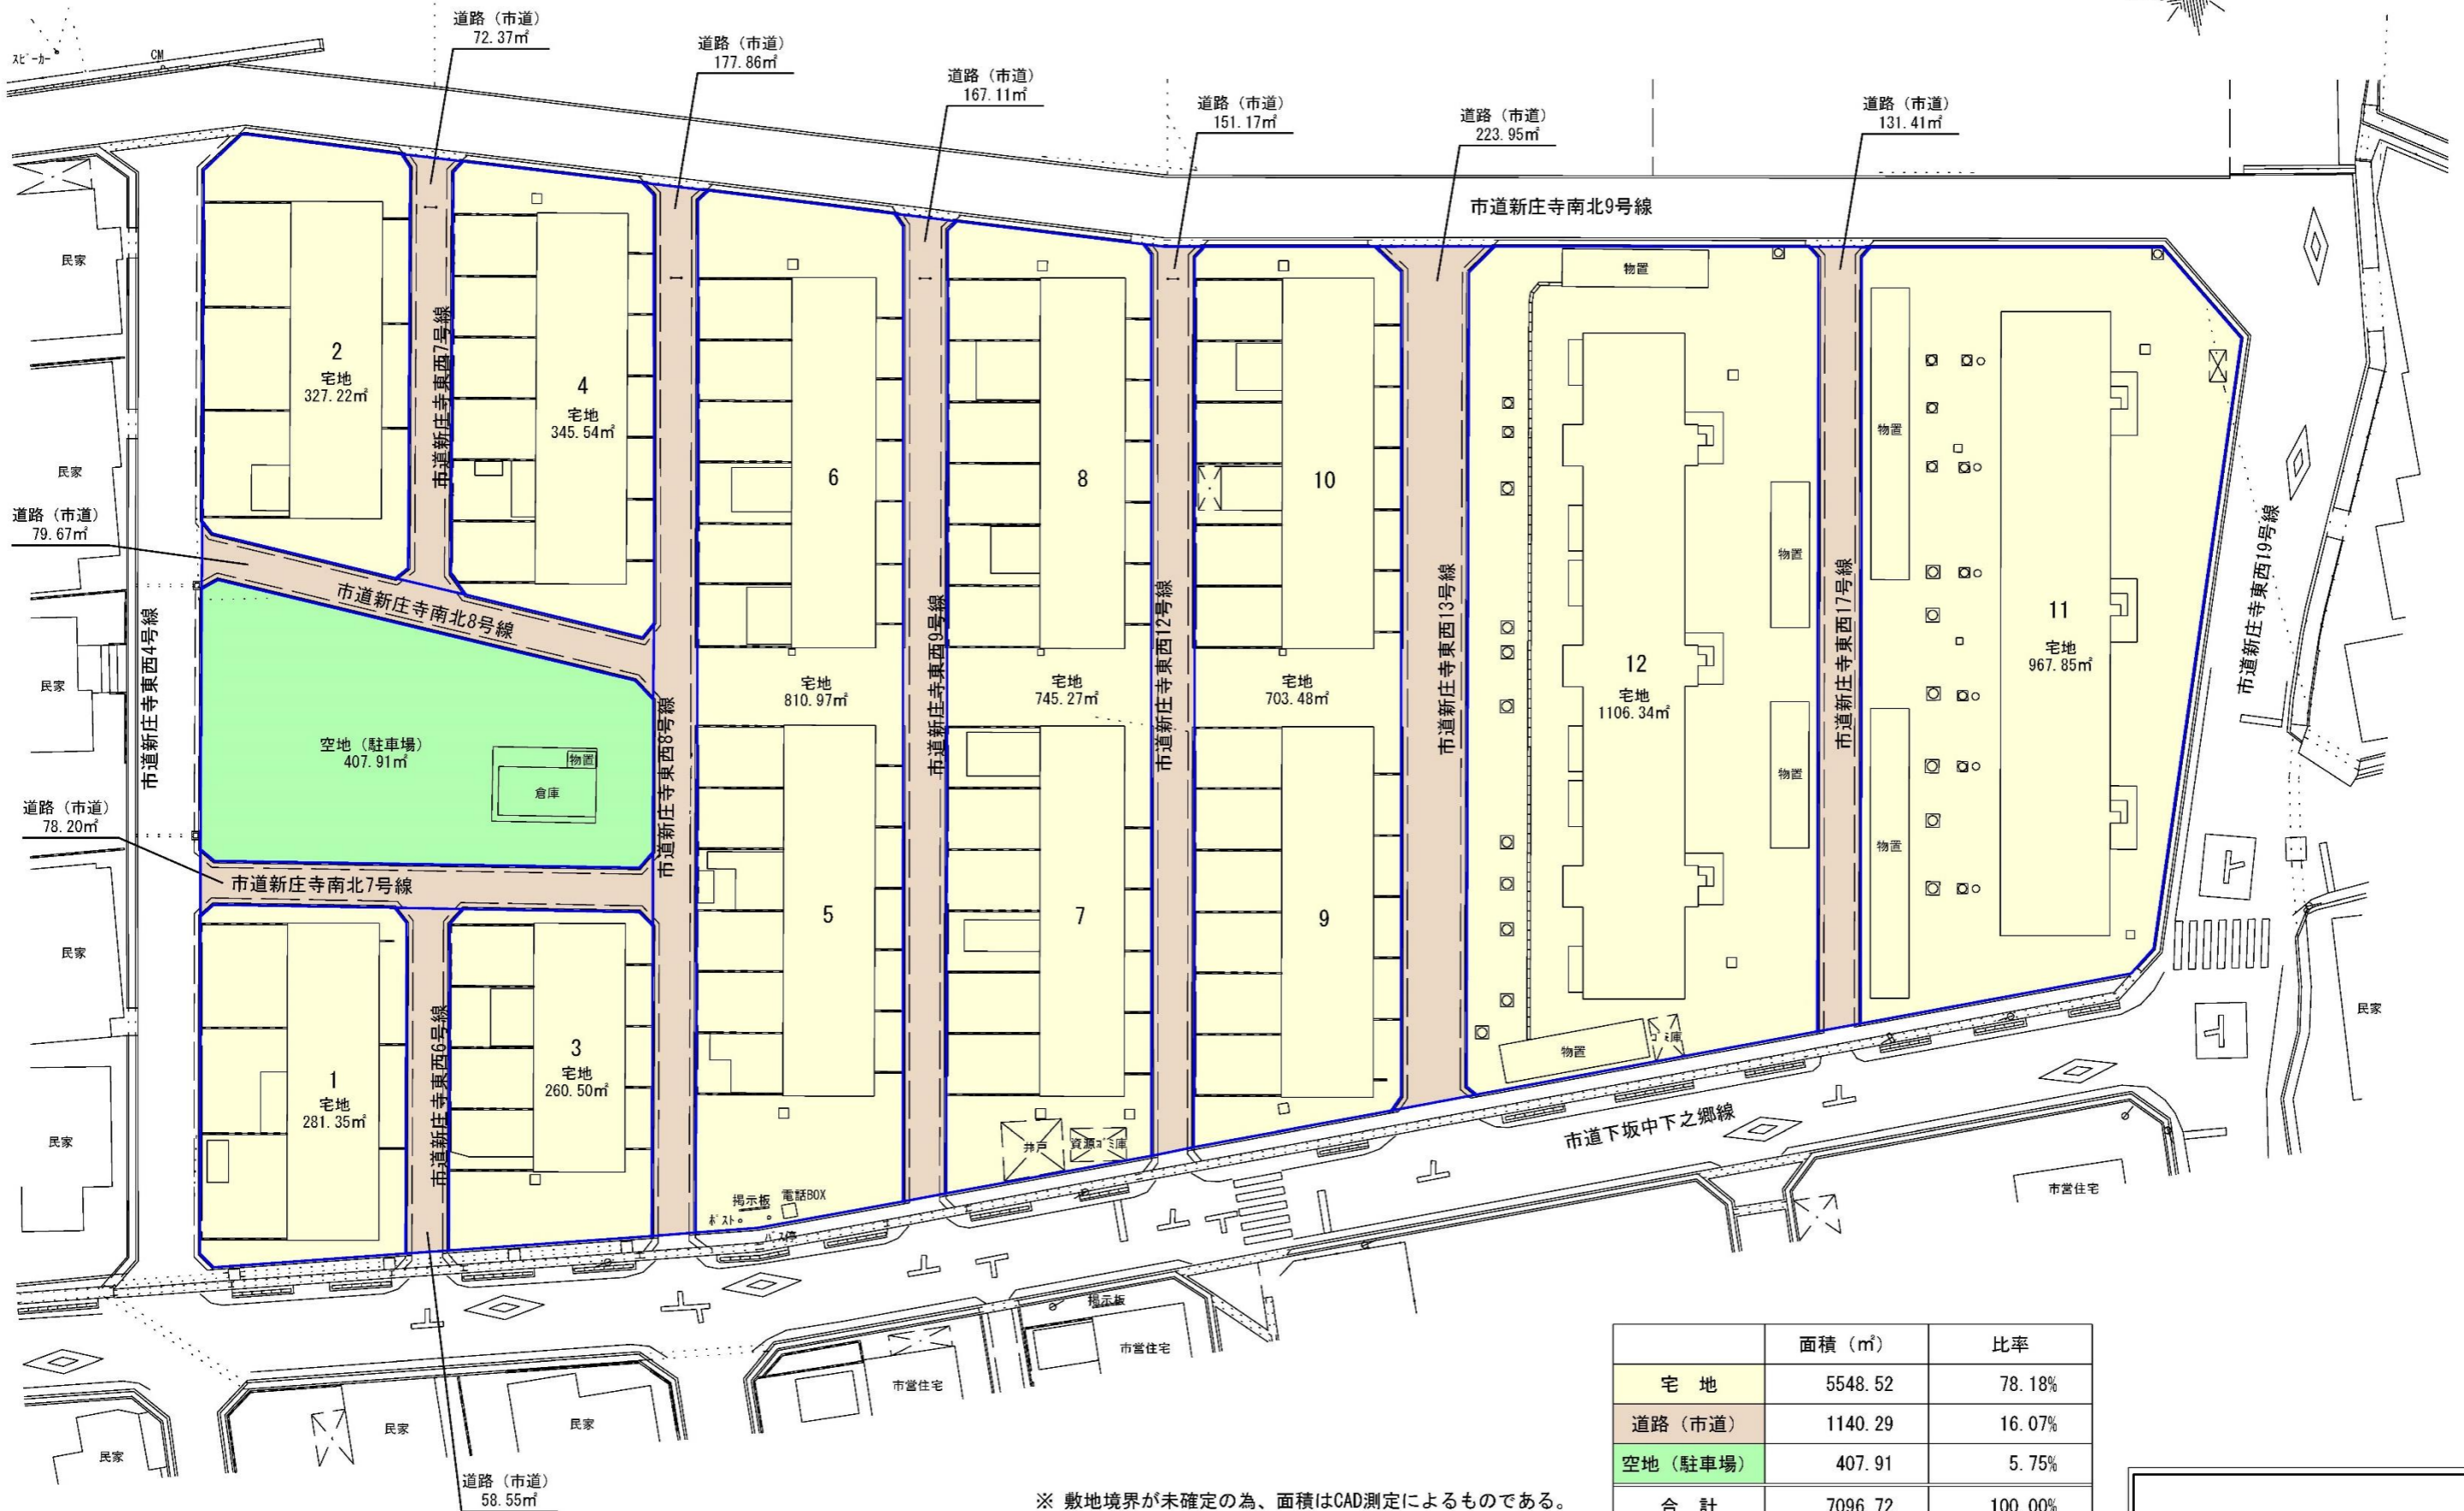 道路（市道）
72.37㎡
道路（市道）
177.86㎡
道路（市道）
167.11㎡
道路（市道）
151.17㎡
道路（市道）
223.95㎡
道路（市道）
131.41㎡
ｽﾋﾟｰｶｰ
CM
市道新庄寺南北9号線
民家
民家
民家
民家
民家
2
宅地
327.22㎡
市道新庄寺東西7号線
4
宅地
345.54㎡
6
8
10
物置
物置
物置
12
宅地
1106.34㎡
物置
物置
市道新庄寺東西17号線
物置
11
宅地
967.85㎡
市道新庄寺東西19号線
道路（市道）
79.67㎡
市道新庄寺南北8号線
市道新庄寺東西4号線
空地（駐車場）
407.91㎡
物置
倉庫
市道新庄寺東西8号線
宅地
810.97㎡
市道新庄寺東西9号線
宅地
745.27㎡
市道新庄寺東西12号線
宅地
703.48㎡
市道新庄寺東西13号線
道路（市道）
78.20㎡
市道新庄寺南北7号線
5
7
9
1
宅地
281.35㎡
市道新庄寺東西6号線
3
宅地
260.50㎡
物置
ゴミ庫
井戸
資源ｺﾞﾐ庫
掲示板
電話BOX
ﾎﾟｽﾄ
ﾊﾞｽ停
市道下坂中下之郷線
民家
市営住宅
掲示板
市営住宅
市営住宅
民家
民家
民家
道路（市道）
58.55㎡
面積（㎡） 比率
宅 地 5548.52 78.18%
道路（市道） 1140.29 16.07%
空地（駐車場） 407.91 5.75%
合 計 7096.72 100.00%
※ 敷地境界が未確定の為、面積はCAD測定によるものである。